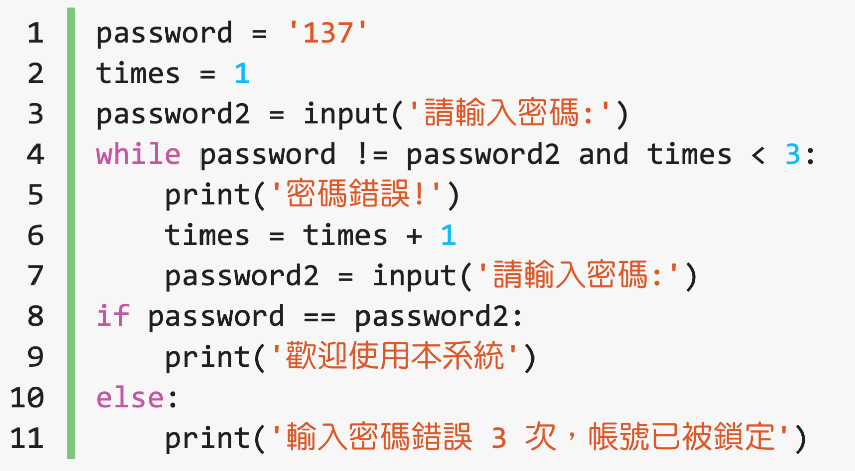 1 password = '137'
2 times = 1
3 password2 = input('請輸入密碼:')
4 while password != password2 and times < 3:
5 print('密碼錯誤!')
6 times = times + 1
7 password2 = input('請輸入密碼:')
8 if password == password2:
9 print('歡迎使用本系統')
10 else:
11 print('輸入密碼錯誤 3 次，帳號已被鎖定')